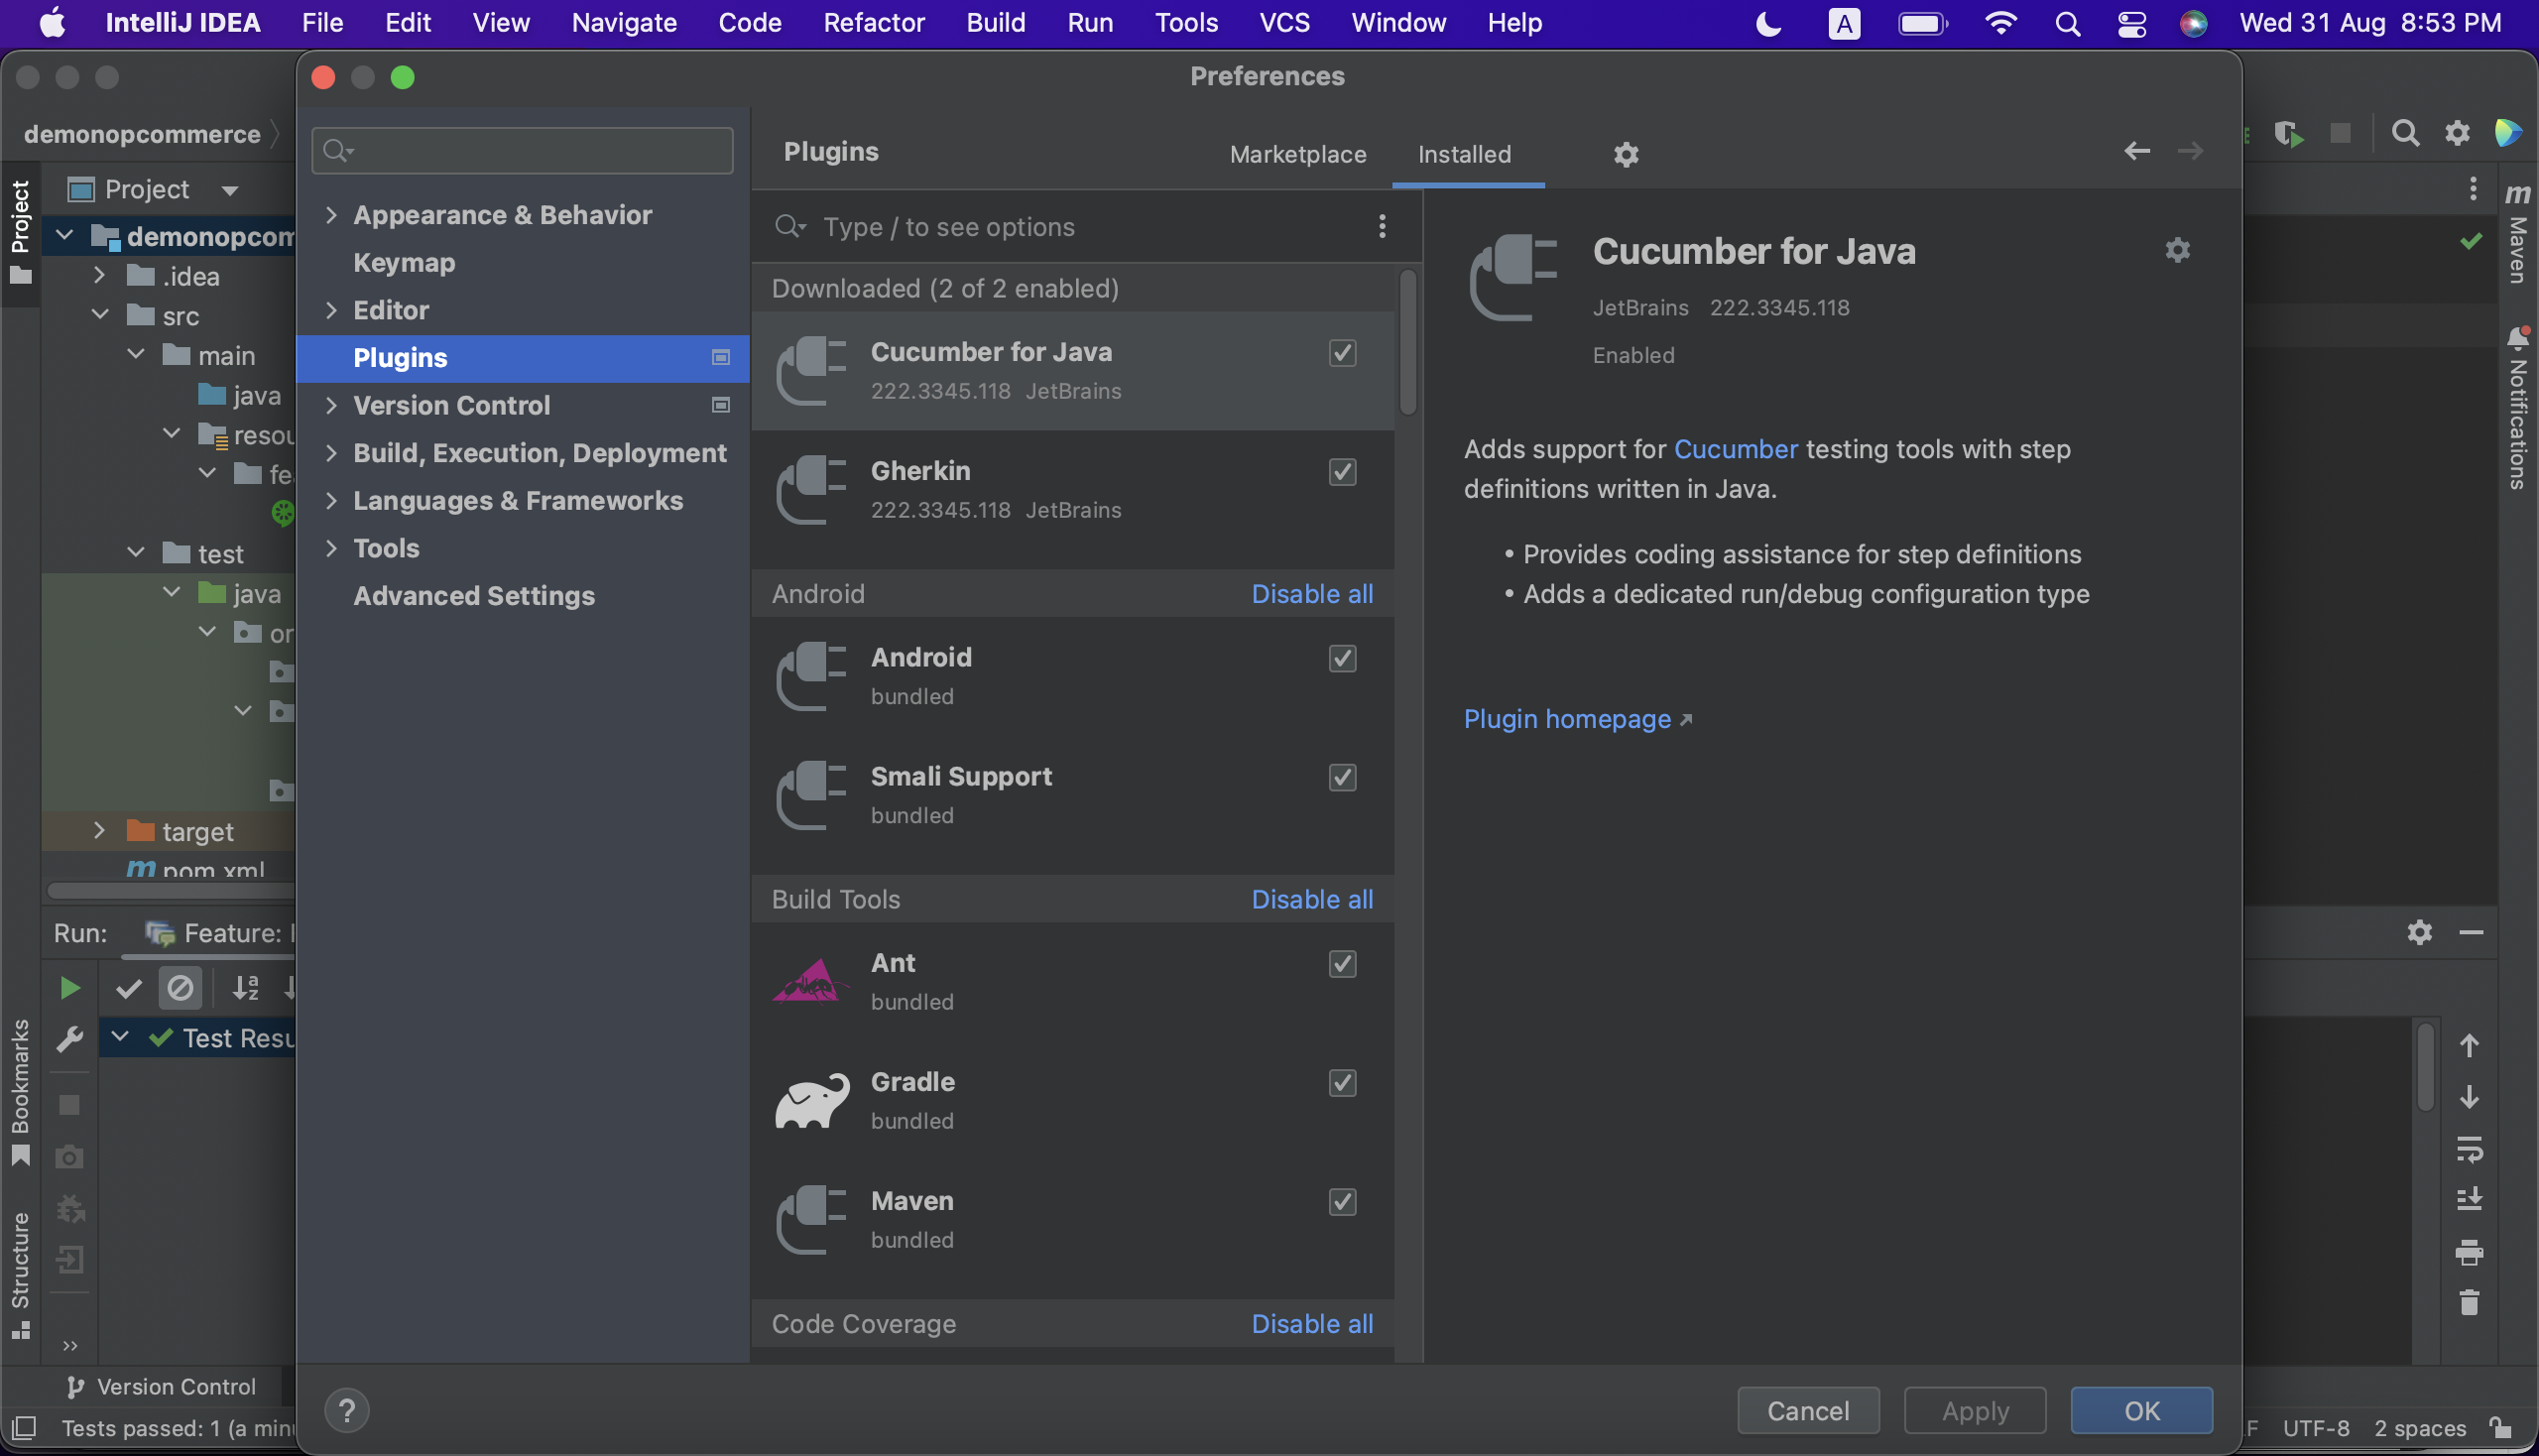 IntelliJ IDEA File Edit View Navigate Code Refactor Build Run Tools VCS Window Help A Wed 31 Aug 8:53 PM
Preferences
demonopcommerce
Project
Project
demonopcom
.idea
src
main
java
resou
fea
test
java
or
target
pom.xml
Run: Feature:
Test Resu
Bookmarks
Structure
Version Control
Tests passed: 1 (a minu
Appearance & Behavior
Keymap
Editor
Plugins
Version Control
Build, Execution, Deployment
Languages & Frameworks
Tools
Advanced Settings
Plugins Marketplace Installed
Type / to see options
Downloaded (2 of 2 enabled)
Cucumber for Java
222.3345.118 JetBrains
Gherkin
222.3345.118 JetBrains
Android Disable all
Android
bundled
Smali Support
bundled
Build Tools Disable all
Ant
bundled
Gradle
bundled
Maven
bundled
Code Coverage Disable all
Cucumber for Java
JetBrains 222.3345.118
Enabled
Adds support for Cucumber testing tools with step
definitions written in Java.
• Provides coding assistance for step definitions
• Adds a dedicated run/debug configuration type
Plugin homepage ↗
? Cancel Apply OK
m Maven
Notifications
F UTF-8 2 spaces